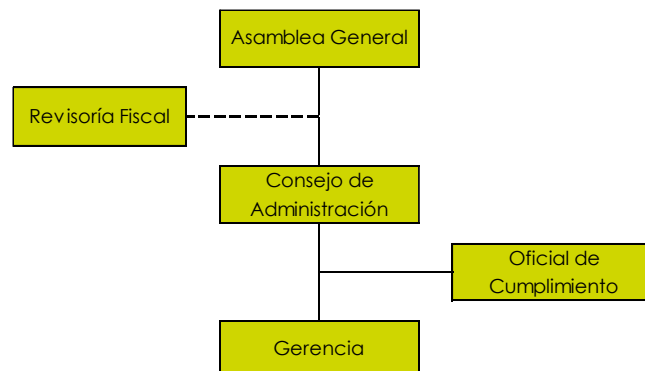 Asamblea General
Revisoría Fiscal
Consejo de
Administración
Oficial de
Cumplimiento
Gerencia